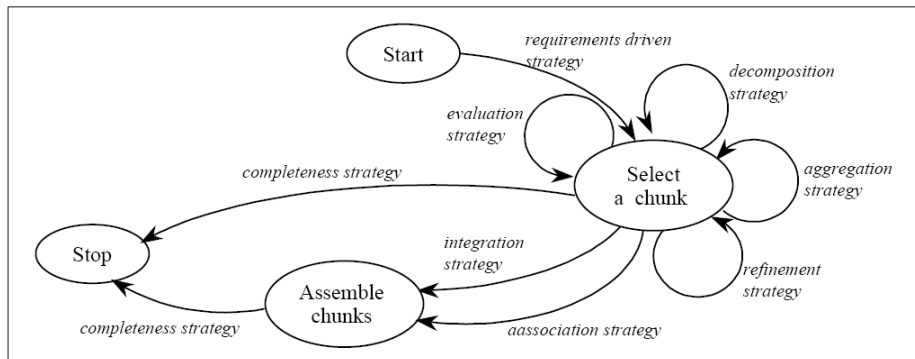 Start
requirements driven
strategy
decomposition
strategy
evaluation
strategy
Select
a chunk
aggregation
strategy
completeness strategy
Stop
integration
strategy
refinement
strategy
Assemble
chunks
completeness strategy
aassociation strategy